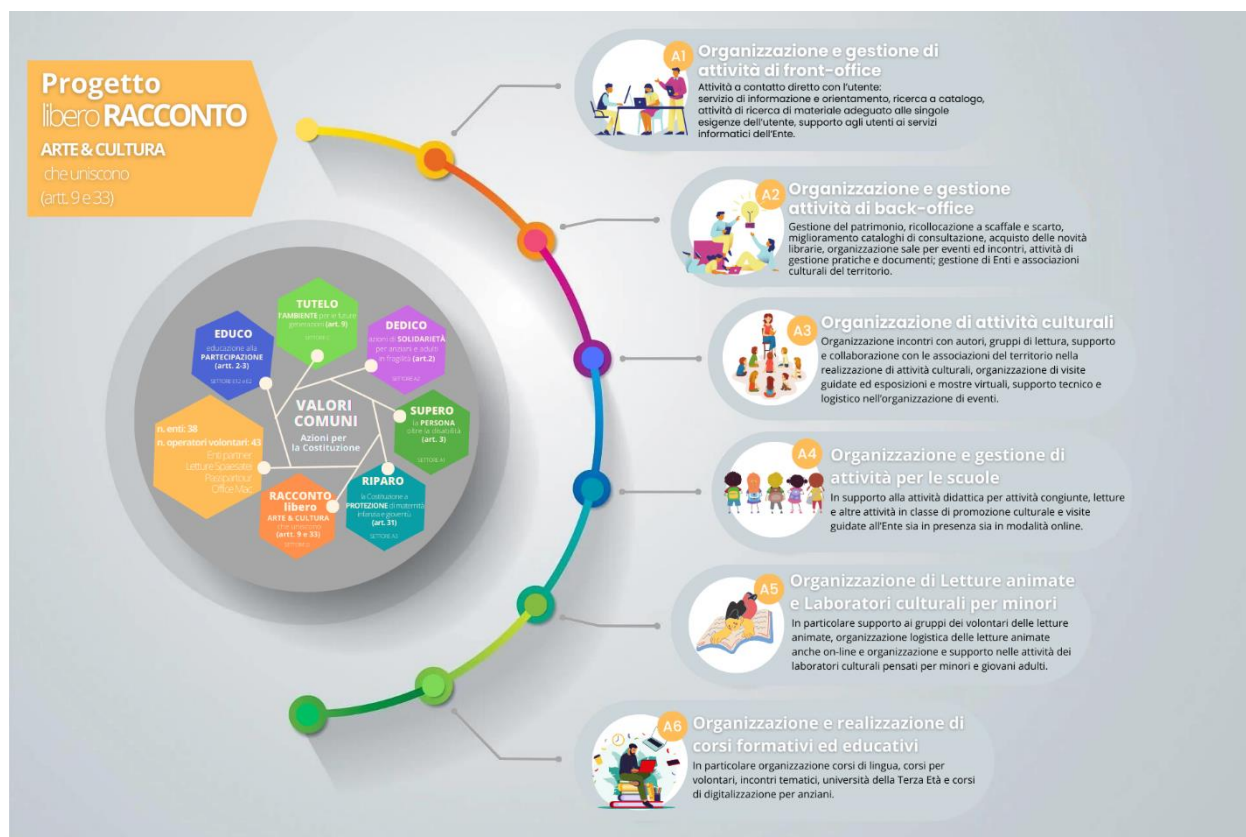 Progetto
libero RACCONTO
ARTE & CULTURA
che uniscono
(artt. 9 e 33)
TUTELO
l'AMBIENTE per le future
generazioni (art. 9)
EDUCO
educazione alla
PARTECIPAZIONE
(artt. 2-3)
DEDICO
azioni di SOLIDARIETÀ
per anziani e adulti
in fragilità (art.2)
SETTORE A2
VALORI
COMUNI
Azioni per
la Costituzione
SUPERO
la PERSONA
oltre la disabilità
(art. 3)
SETTORE A1
n. enti: 38
n. operatori volontari: 43
Enti partner
Letture Spaesate
Office Mac
RACCONTO
libero
ARTE & CULTURA
che uniscono
(artt. 9 e 33)
RIPARO
la Costituzione a
PROTEZIONE di maternità
infanzia e gioventù
(art. 31)
SETTORE A3
A1
Organizzazione e gestione di
attività di front-office
Attività a contatto diretto con l'utente:
servizio di informazione e orientamento, ricerca a catalogo,
attività di ricerca di materiale adeguato alle singole
esigenze dell'utente, supporto agli utenti ai servizi
informatici dell'Ente.
A2
Organizzazione e gestione
attività di back-office
Gestione del patrimonio, ricollocazione a scaffale e scarto,
miglioramento cataloghi di consultazione, acquisto delle novità
librarie, organizzazione sale per eventi ed incontri, attività di
gestione pratiche e documenti; gestione di Enti e associazioni
culturali del territorio.
A3
Organizzazione di attività culturali
Organizzazione incontri con autori, gruppi di lettura, supporto
e collaborazione con le associazioni del territorio nella
realizzazione di attività culturali, organizzazione di visite
guidate ed esposizioni e mostre virtuali, supporto tecnico e
logistico nell'organizzazione di eventi.
A4
Organizzazione e gestione di
attività per le scuole
In supporto alla attività didattica per attività congiunte, letture
e altre attività in classe di promozione culturale e visite
guidate all'Ente sia in presenza sia in modalità online.
A5
Organizzazione di Letture animate
e Laboratori culturali per minori
In particolare supporto ai gruppi dei volontari delle letture
animate, organizzazione logistica delle letture animate
anche on-line e organizzazione e supporto nelle attività dei
laboratori culturali pensati per minori e giovani adulti.
A6
Organizzazione e realizzazione di
corsi formativi ed educativi
In particolare organizzazione corsi di lingua, corsi per
volontari, incontri tematici, università della Terza Età e corsi
di digitalizzazione per anziani.